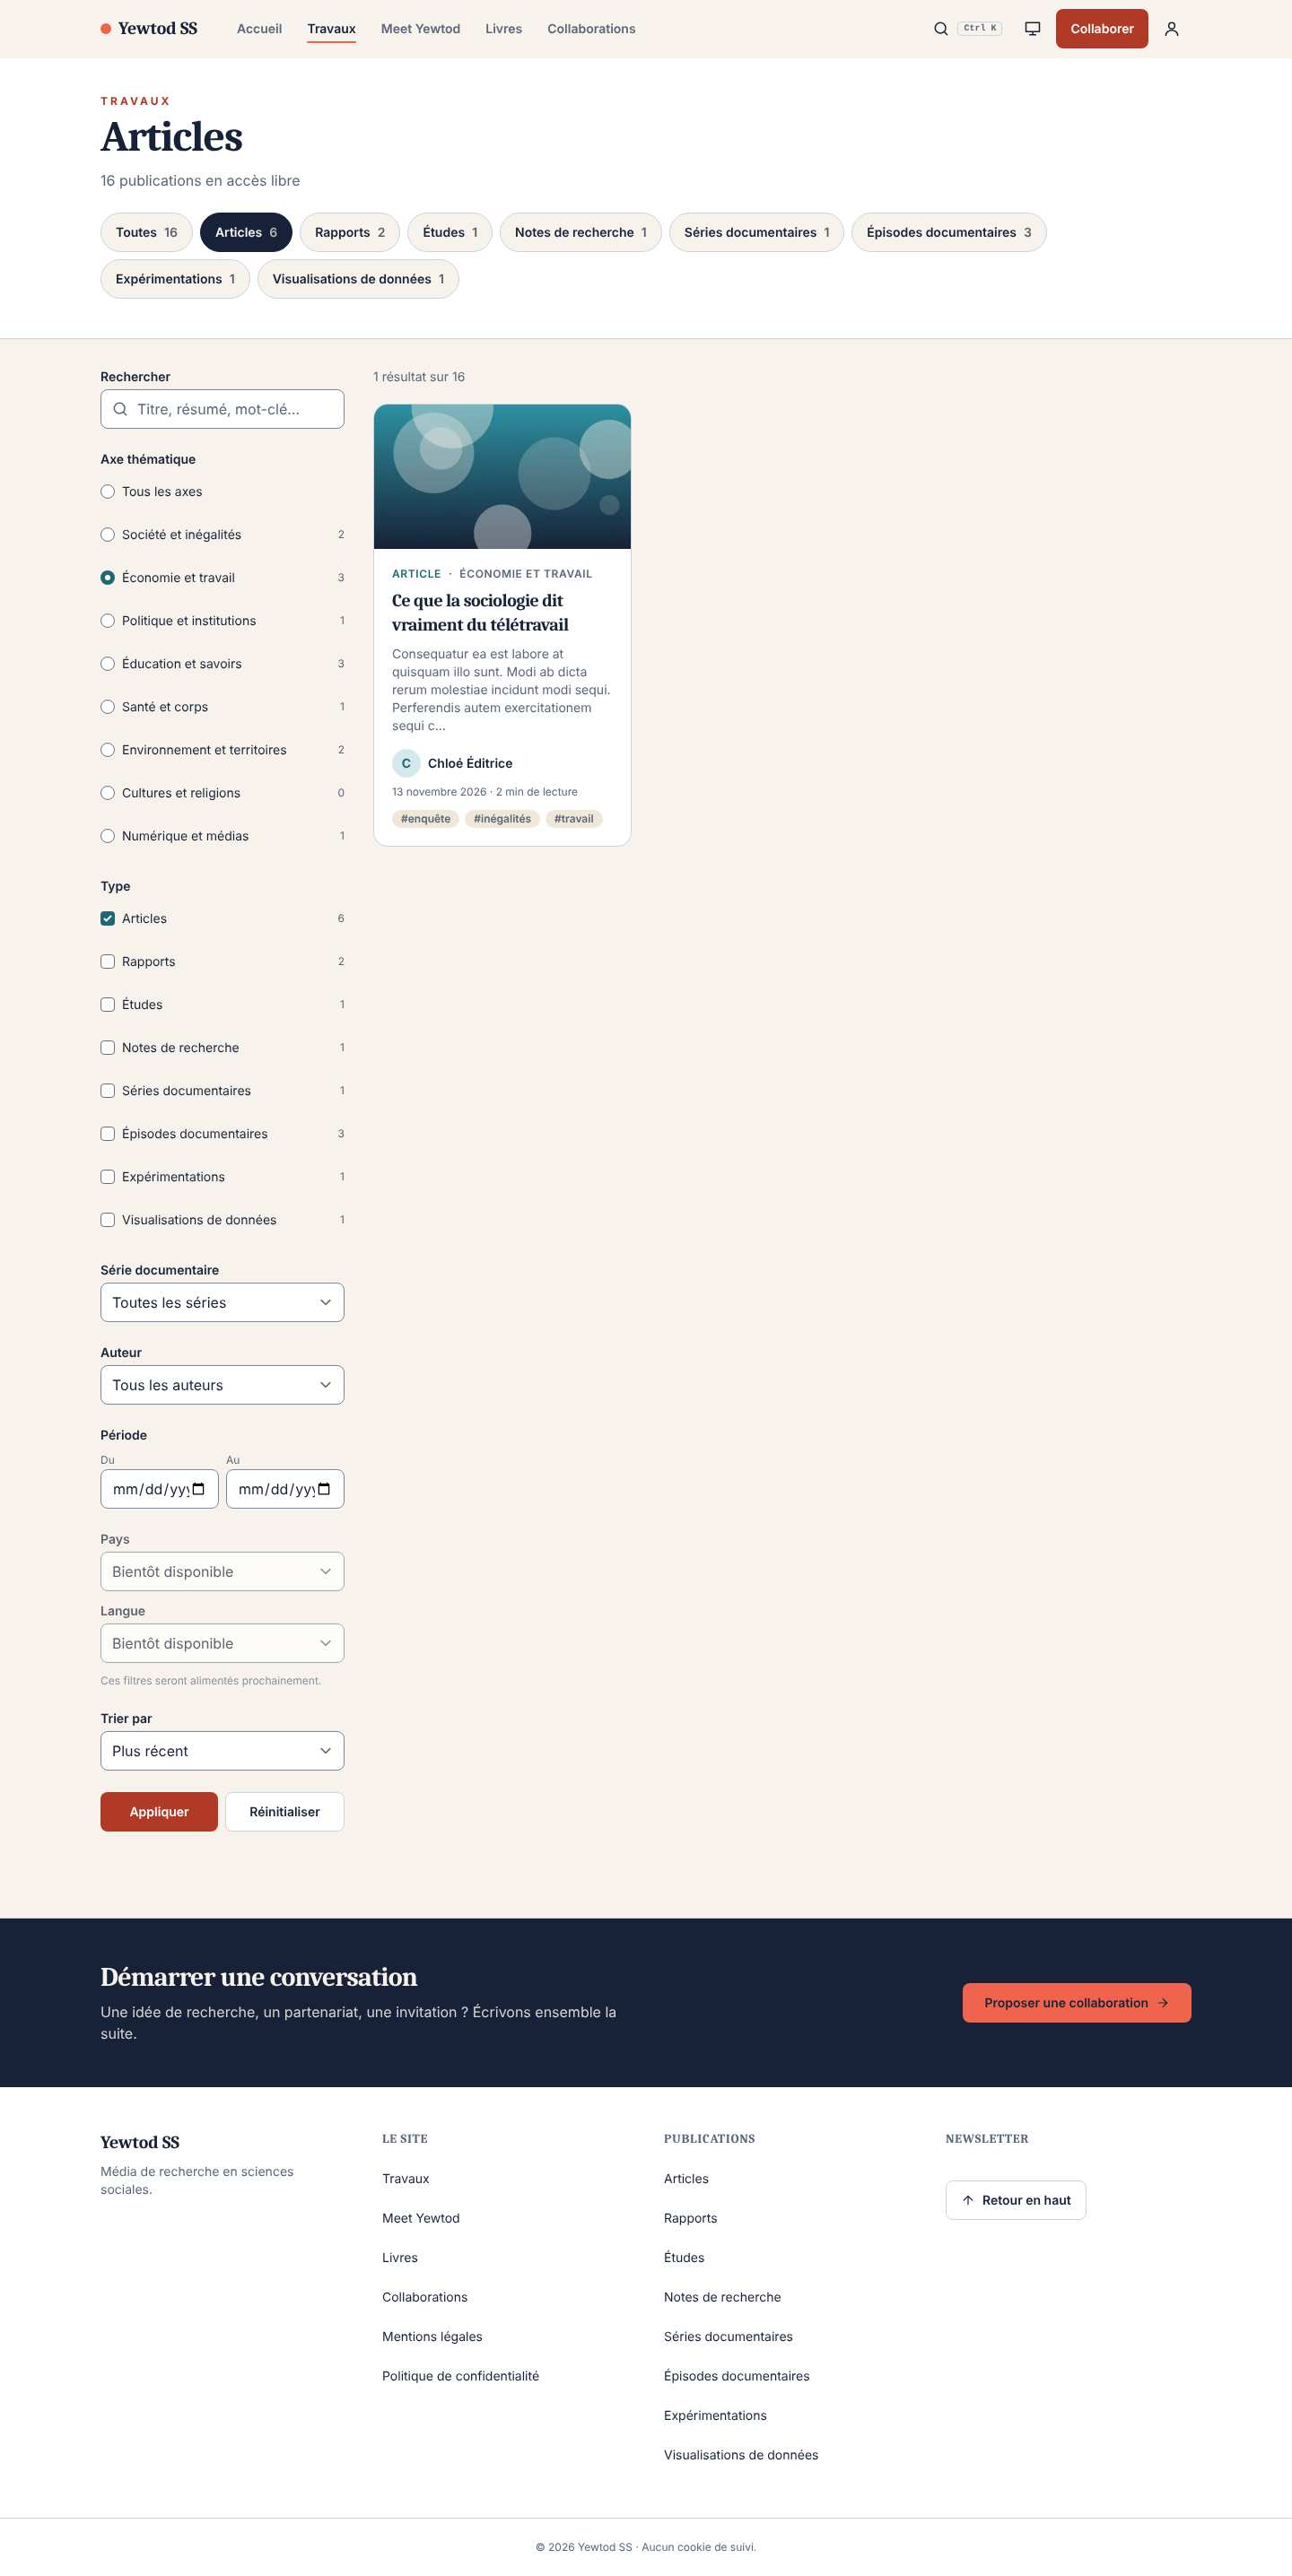 Yewtod SS
Accueil
Travaux
Meet Yewtod
Livres
Collaborations
Ctrl K
Collaborer
TRAVAUX
Articles
16 publications en accès libre
Toutes 16
Articles 6
Rapports 2
Études 1
Notes de recherche 1
Séries documentaires 1
Épisodes documentaires 3
Expérimentations 1
Visualisations de données 1
Rechercher
Titre, résumé, mot-clé…
Axe thématique
Tous les axes
Société et inégalités 2
Économie et travail 3
Politique et institutions 1
Éducation et savoirs 3
Santé et corps 1
Environnement et territoires 2
Cultures et religions 0
Numérique et médias 1
Type
Articles 6
Rapports 2
Études 1
Notes de recherche 1
Séries documentaires 1
Épisodes documentaires 3
Expérimentations 1
Visualisations de données 1
Série documentaire
Toutes les séries
Auteur
Tous les auteurs
Période
Du
Au
mm/dd/yyy
mm/dd/yyy
Pays
Bientôt disponible
Langue
Bientôt disponible
Ces filtres seront alimentés prochainement.
Trier par
Plus récent
Appliquer
Réinitialiser
1 résultat sur 16
ARTICLE · ÉCONOMIE ET TRAVAIL
Ce que la sociologie dit
vraiment du télétravail
Consequatur ea est labore at
quisquam illo sunt. Modi ab dicta
rerum molestiae incidunt modi sequi.
Perferendis autem exercitationem
sequi c…
C
Chloé Éditrice
13 novembre 2026 · 2 min de lecture
#enquête
#inégalités
#travail
Démarrer une conversation
Une idée de recherche, un partenariat, une invitation ? Écrivons ensemble la
suite.
Proposer une collaboration
Yewtod SS
Média de recherche en sciences
sociales.
LE SITE
Travaux
Meet Yewtod
Livres
Collaborations
Mentions légales
Politique de confidentialité
PUBLICATIONS
Articles
Rapports
Études
Notes de recherche
Séries documentaires
Épisodes documentaires
Expérimentations
Visualisations de données
NEWSLETTER
Retour en haut
© 2026 Yewtod SS · Aucun cookie de suivi.